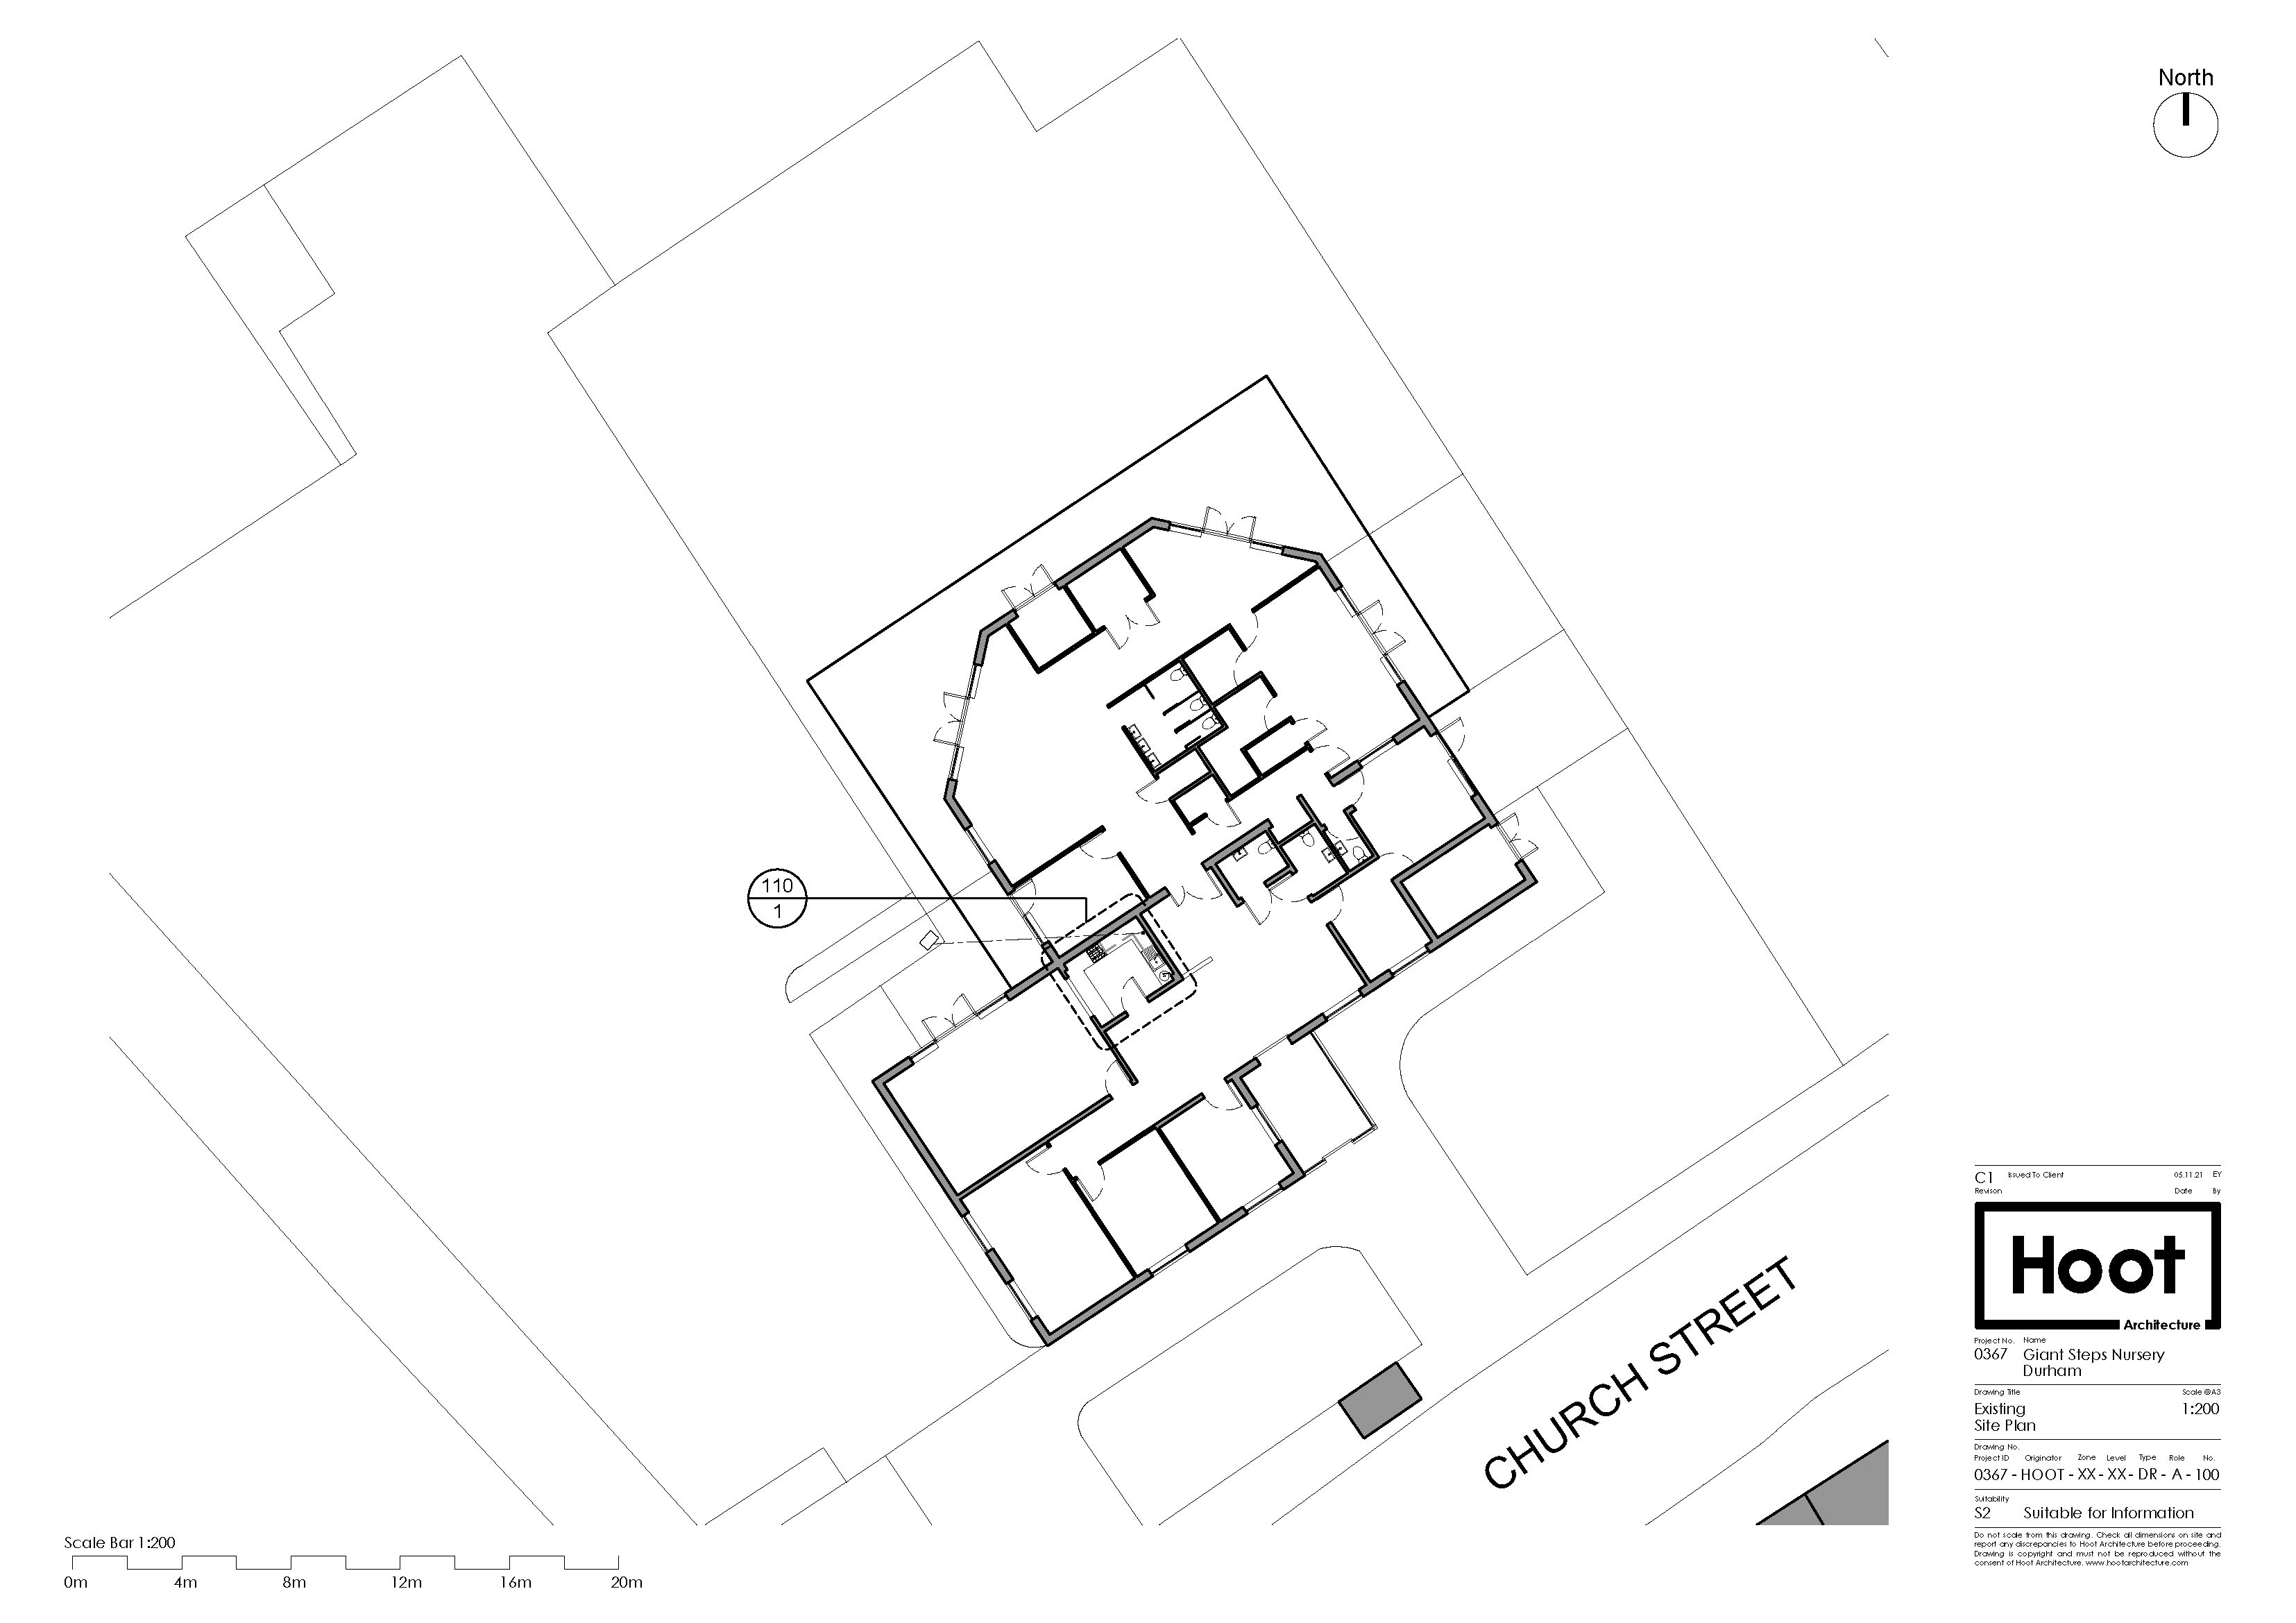 North
110
1
CHURCH STREET
C1 Issued To Client 05.11.21 EY
Revison Date By
Hoot
Architecture
Project No. Name
0367 Giant Steps Nursery
Durham
Drawing Title Scale @A3
Existing 1:200
Site Plan
Drawing No.
Project ID Originator Zone Level Type Role No.
0367 - HOOT - XX - XX - DR - A - 100
Suitability
S2 Suitable for Information
Do not scale from this drawing. Check all dimensions on site and
report any discrepancies to Hoot Architecture before proceeding.
Drawing is copyright and must not be reproduced without the
consent of Hoot Architecture. www.hootarchitecture.com
Scale Bar 1:200
0m 4m 8m 12m 16m 20m